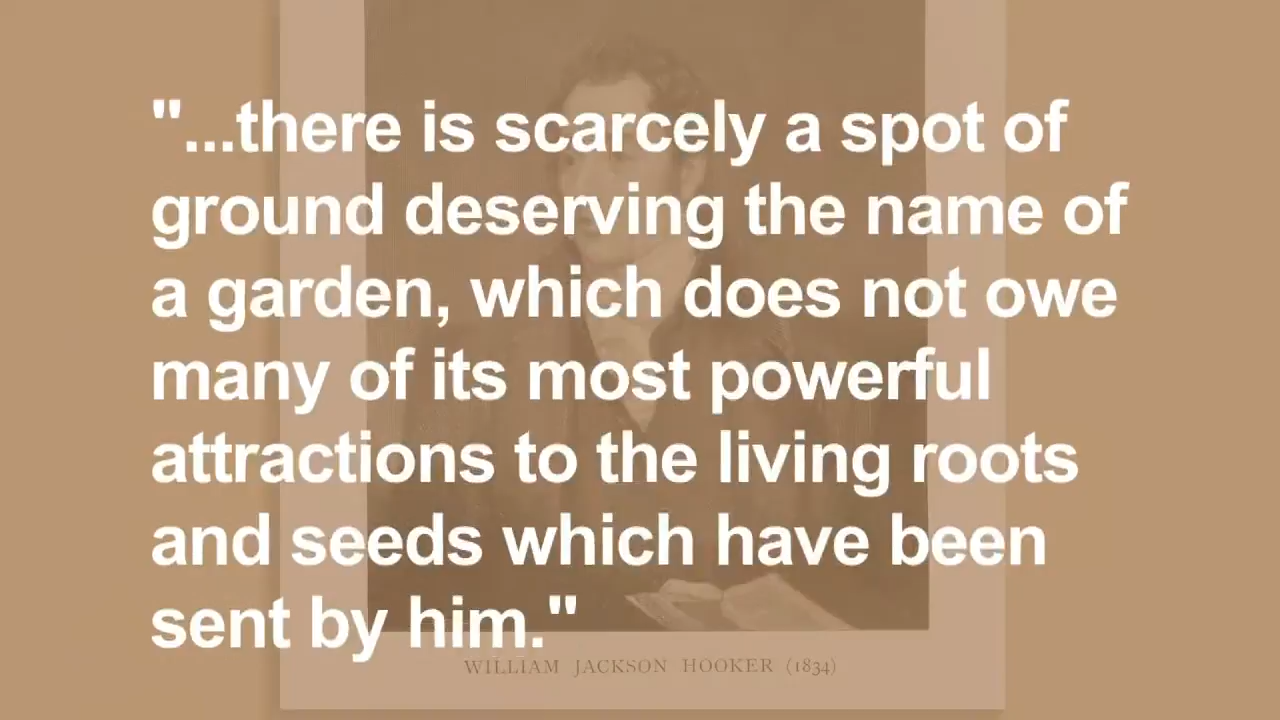 "...there is scarcely a spot of
ground deserving the name of
a garden, which does not owe
many of its most powerful
attractions to the living roots
and seeds which have been
sent by him."
WILLIAM JACKSON HOOKER (1834)